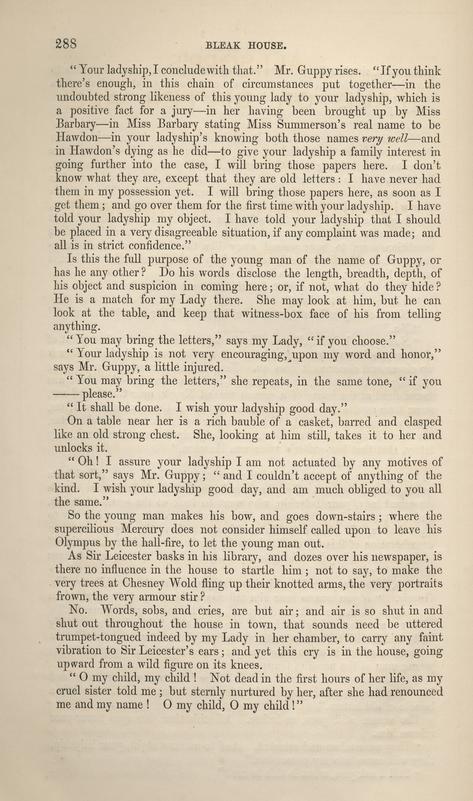 288
BLEAK HOUSE.
“ Your ladyship, I conclude with that.” Mr. Guppy rises. “If you think
there’s enough, in this chain of circumstances put together—in the
undoubted strong likeness of this young lady to your ladyship, which is
a positive fact for a jury—in her having been brought up by Miss
Barbary—in Miss Barbary stating Miss Summerson’s real name to be
Hawdon—in your ladyship’s knowing both those names very well—and
in Hawdon’s dying as he did—to give your ladyship a family interest in
going further into the case, I will bring those papers here. I don’t
know what they are, except that they are old letters : I have never had
them in my possession yet. I will bring those papers here, as soon as I
get them ; and go over them for the first time with your ladyship. I have
told your ladyship my object. I have told your ladyship that I should
be placed in a very disagreeable situation, if any complaint was made; and
all is in strict confidence.”
Is this the full purpose of the young man of the name of Guppy, or
has he any other ? Do his words disclose the length, breadth, depth, of
his object and suspicion in coming here ; or, if not, what do they hide ?
He is a match for my Lady there. She may look at him, but he can
look at the table, and keep that witness-box face of his from telling
anything.
“ You may bring the letters,” says my Lady, “ if you choose.”
“ Your ladyship is not very encouraging, upon my word and honor,”
says Mr. Guppy, a little injured.
“ You may bring the letters,” she repeats, in the same tone, “ if you
—— please.”
“ It shall be done. I wish your ladyship good day.”
On a table near her is a rich bauble of a casket, barred and clasped
like an old strong chest. She, looking at him still, takes it to her and
unlocks it.
“ Oh ! I assure your ladyship I am not actuated by any motives of
that sort,” says Mr. Guppy ; “ and I couldn’t accept of anything of the
kind. I wish your ladyship good day, and am much obliged to you all
the same.”
So the young man makes his bow, and goes down-stairs ; where the
supercilious Mercury does not consider himself called upon to leave his
Olympus by the hall-fire, to let the young man out.
As Sir Leicester basks in his library, and dozes over his newspaper, is
there no influence in the house to startle him ; not to say, to make the
very trees at Chesney Wold fling up their knotted arms, the very portraits
frown, the very armour stir ?
No. Words, sobs, and cries, are but air ; and air is so shut in and
shut out throughout the house in town, that sounds need be uttered
trumpet-tongued indeed by my Lady in her chamber, to carry any faint
vibration to Sir Leicester’s ears ; and yet this cry is in the house, going
upward from a wild figure on its knees.
“ O my child, my child ! Not dead in the first hours of her life, as my
cruel sister told me ; but sternly nurtured by her, after she had renounced
me and my name ! O my child, O my child !”